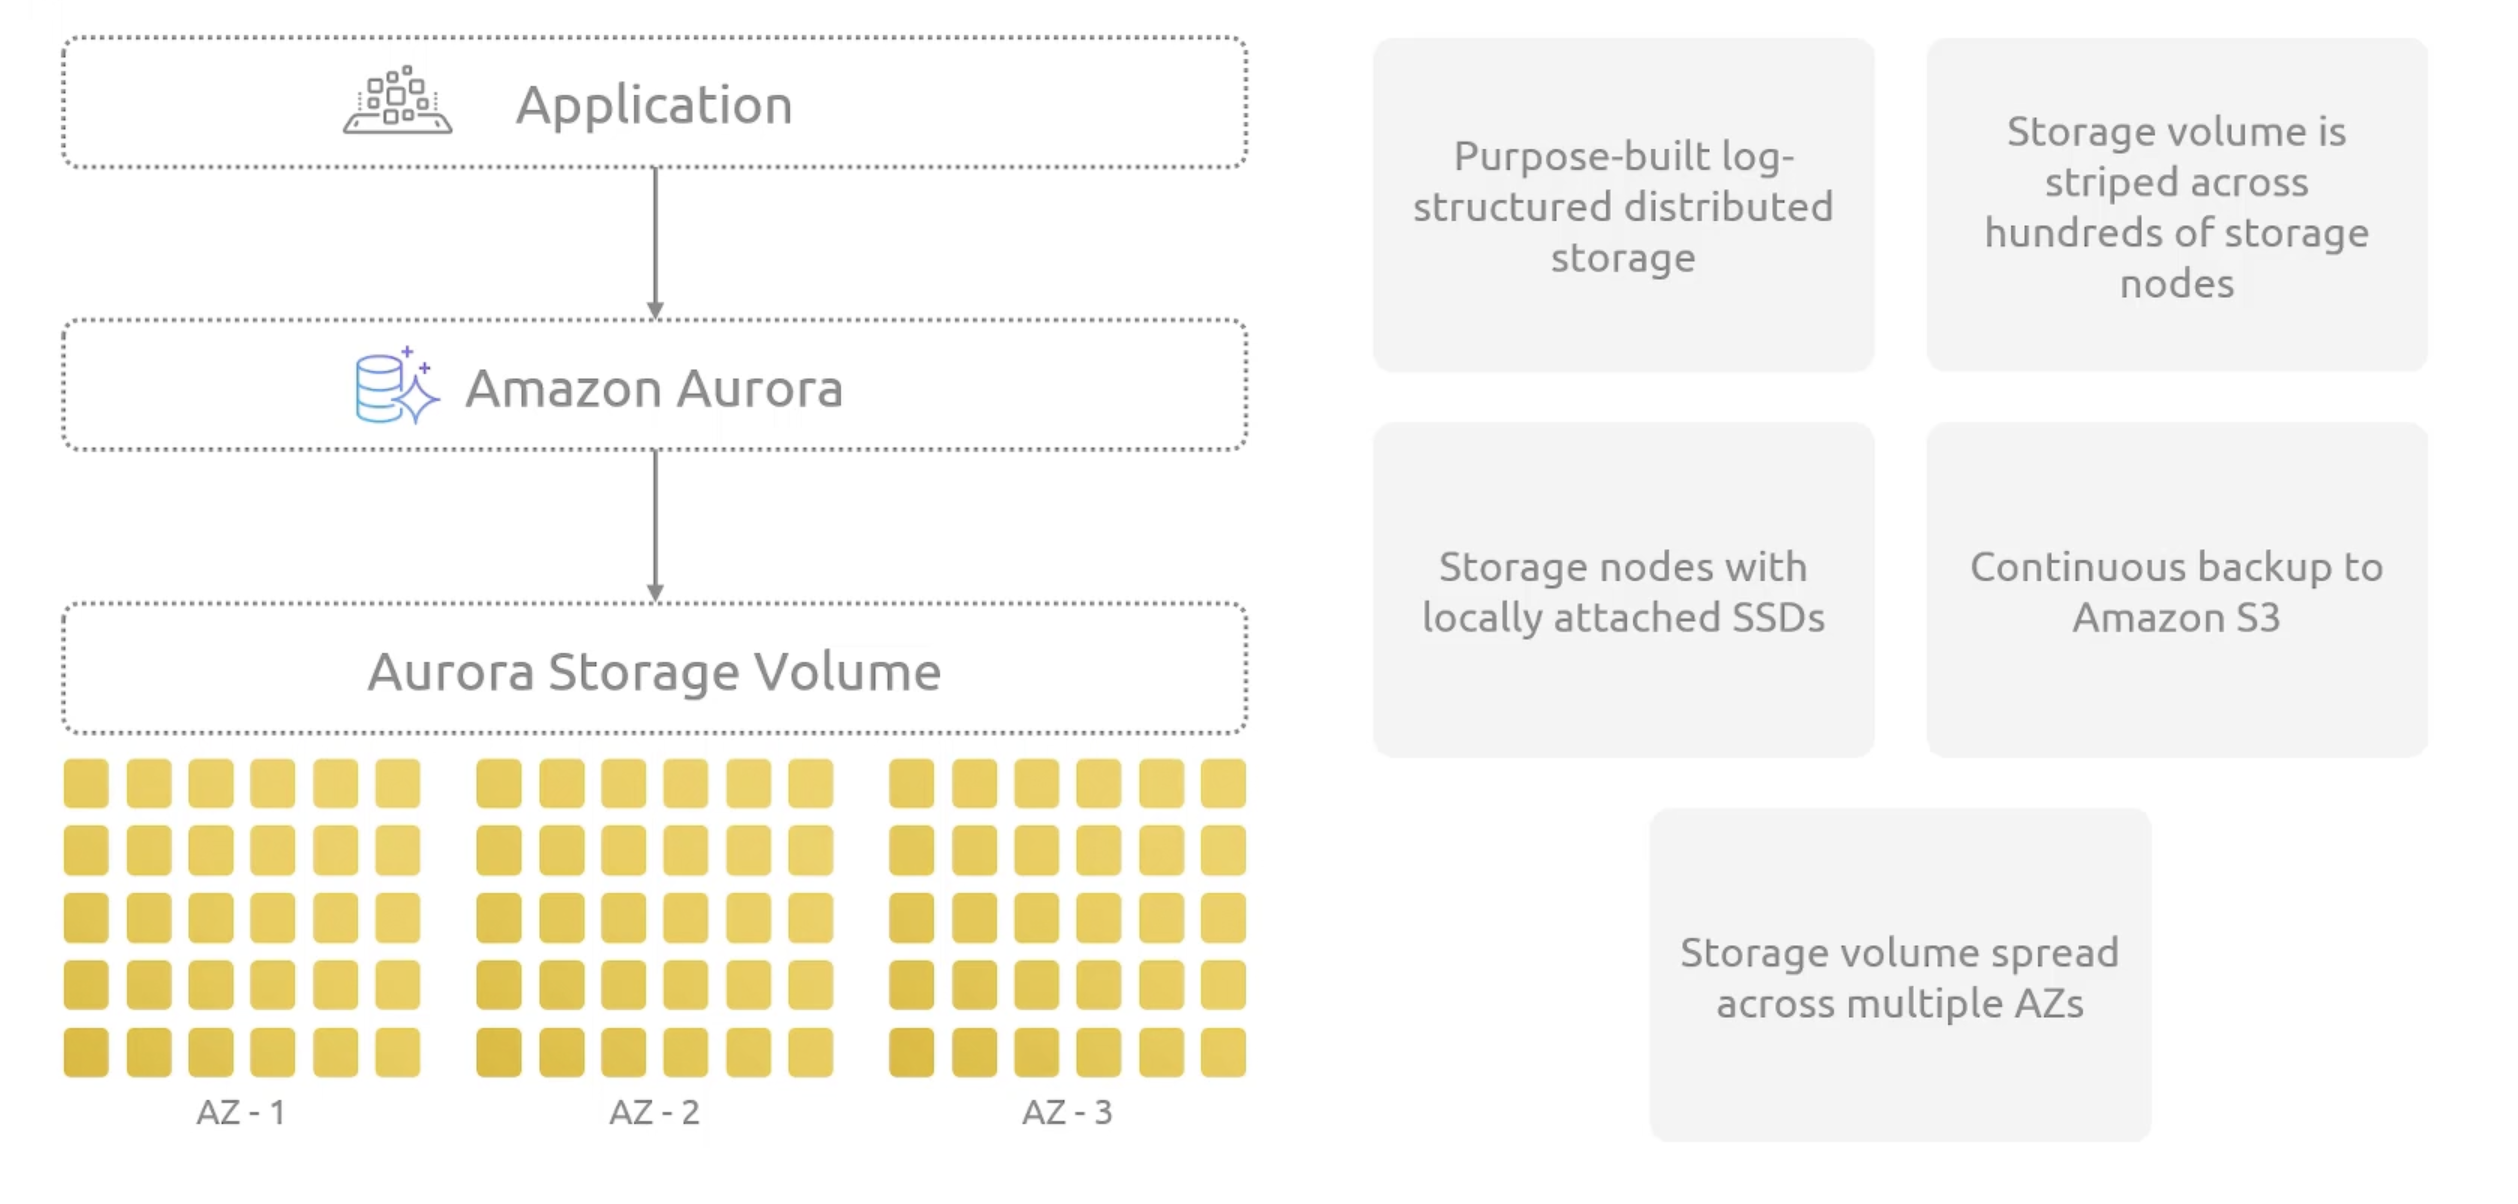 Application
Amazon Aurora
Aurora Storage Volume
AZ - 1
AZ - 2
AZ - 3
Purpose-built log-
structured distributed
storage
Storage volume is
striped across
hundreds of storage
nodes
Storage nodes with
locally attached SSDs
Continuous backup to
Amazon S3
Storage volume spread
across multiple AZs